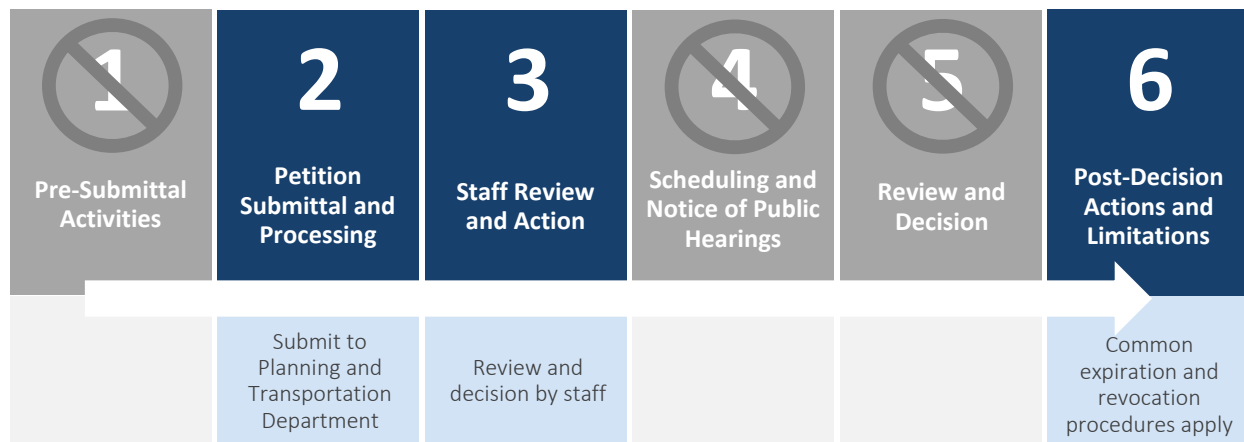 1
Pre-Submittal
Activities
2
Petition
Submittal and
Processing
Submit to
Planning and
Transportation
Department
3
Staff Review
and Action
Review and
decision by staff
4
Scheduling and
Notice of Public
Hearings
5
Review and
Decision
6
Post-Decision
Actions and
Limitations
Common
expiration and
revocation
procedures apply